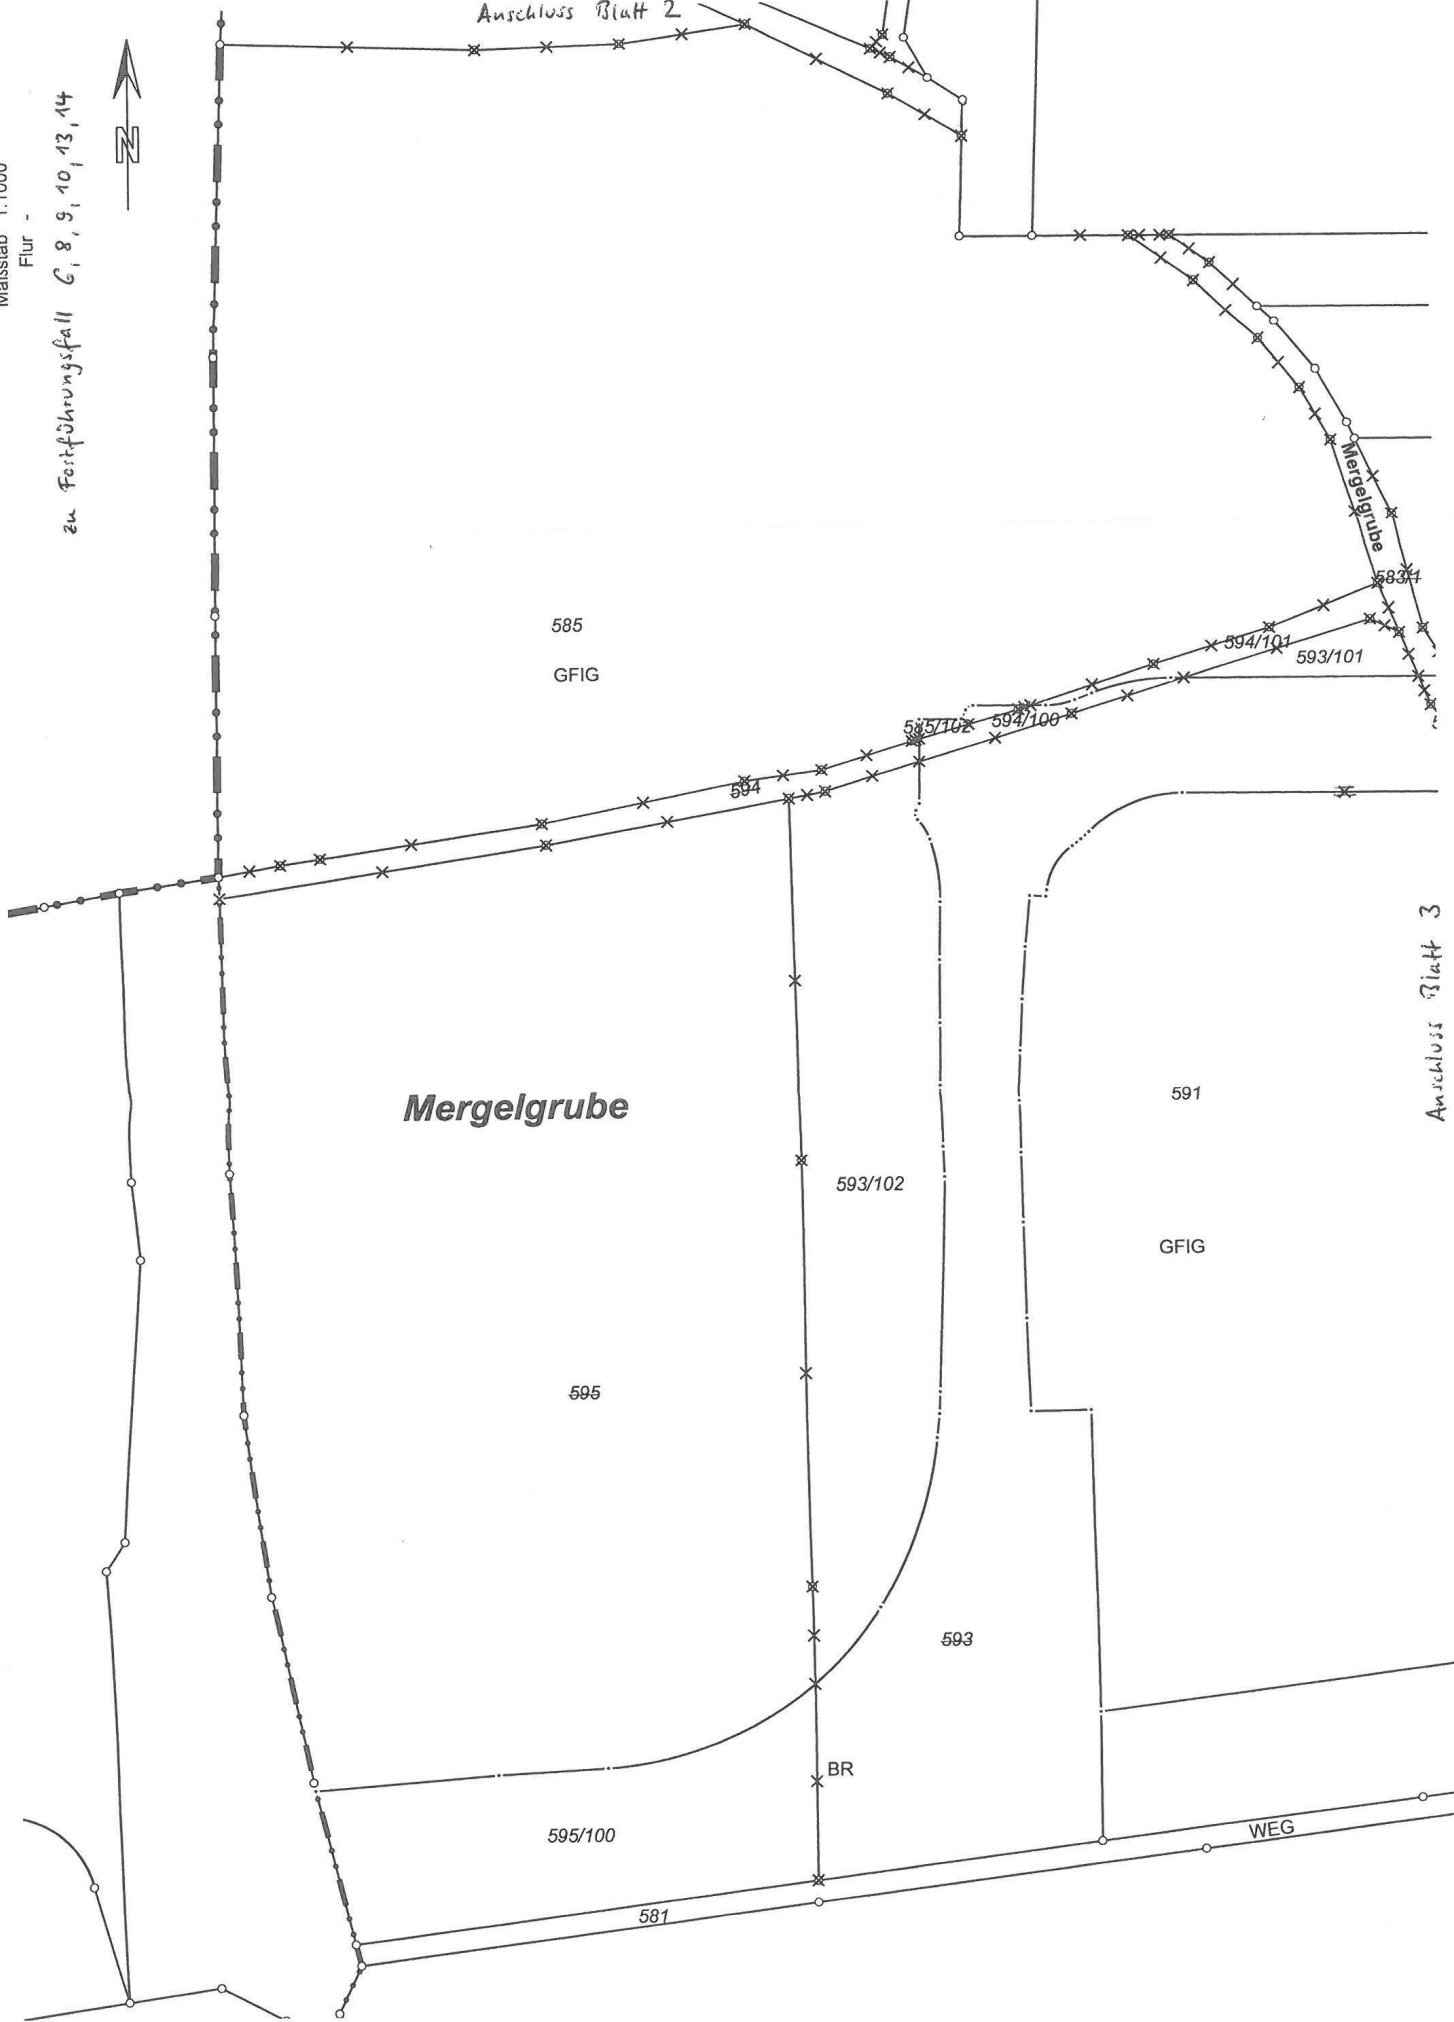 Anschluss Blatt 2
Maßstab 1:1000
Flur -
zu Fortführungsfall 6, 8, 9, 10, 13, 14
N
Mergelgrube
583/1
585
GFIG
594/101
593/101
585/102
594/100
594
Anschluss Blatt 3
Mergelgrube
591
593/102
GFIG
595
593
BR
595/100
WEG
581